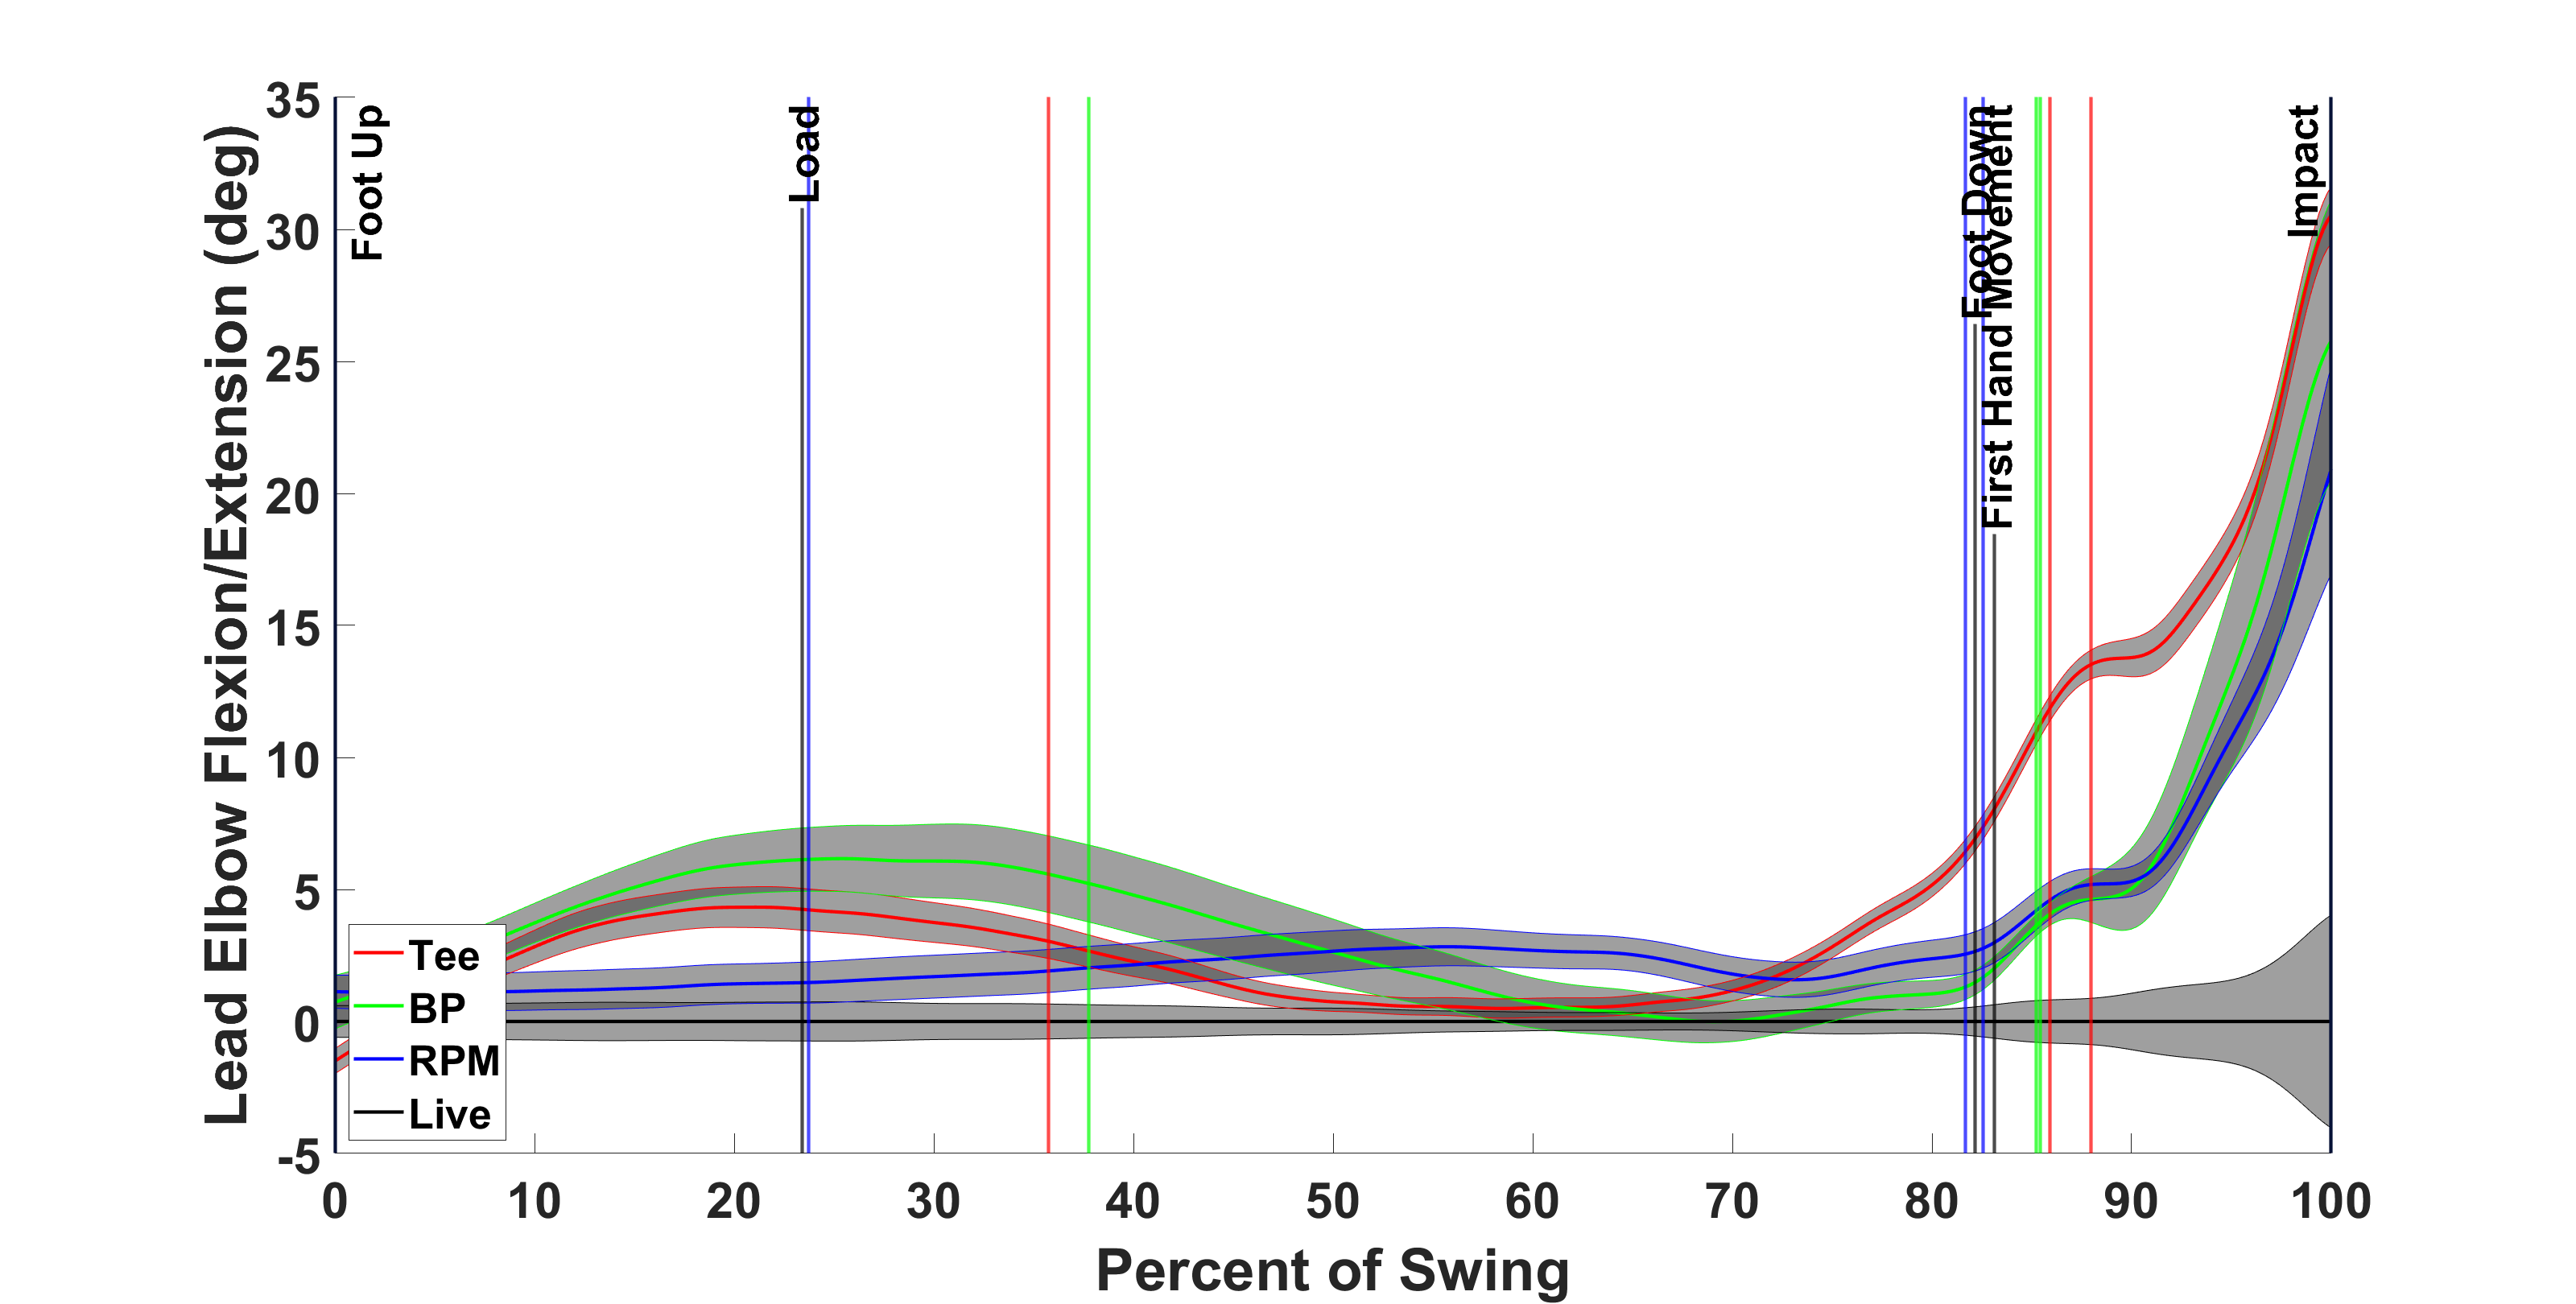 Lead Elbow Flexion/Extension (deg)
35
30
25
20
15
10
5
0
-5
Foot Up
Load
Foot Down
First Hand Movement
Impact
Tee
BP
RPM
Live
0 10 20 30 40 50 60 70 80 90 100
Percent of Swing